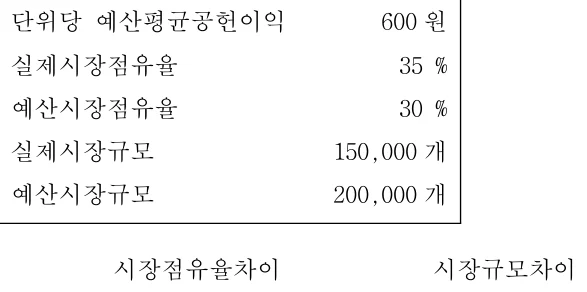 단위당 예산평균공헌이익 600 원
실제시장점유율 35 %
예산시장점유율 30 %
실제시장규모 150,000 개
예산시장규모 200,000 개
시장점유율차이 시장규모차이